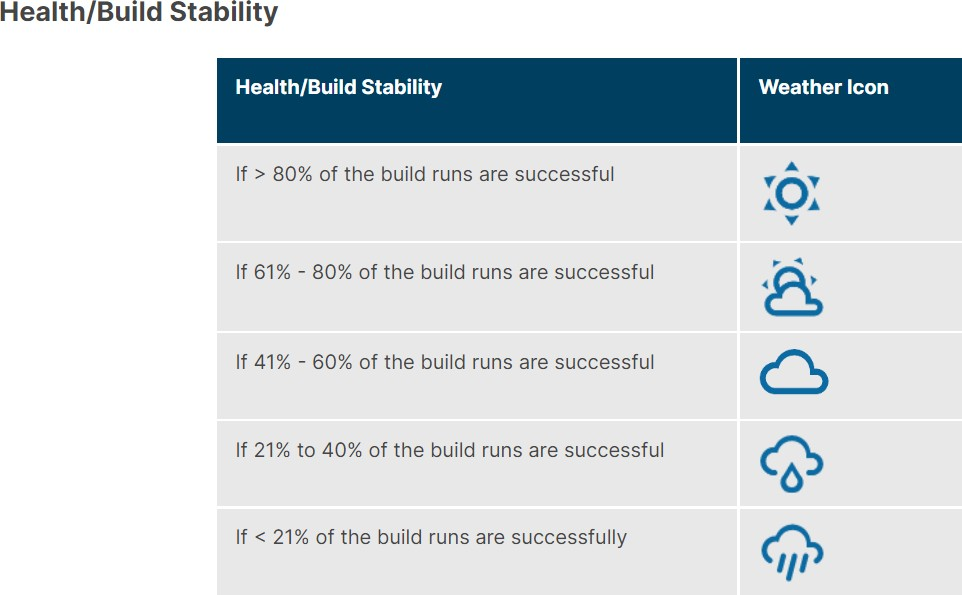 Health/Build Stability
Health/Build Stability
Weather Icon
If > 80% of the build runs are successful
If 61% - 80% of the build runs are successful
If 41% - 60% of the build runs are successful
If 21% to 40% of the build runs are successful
If < 21% of the build runs are successfully